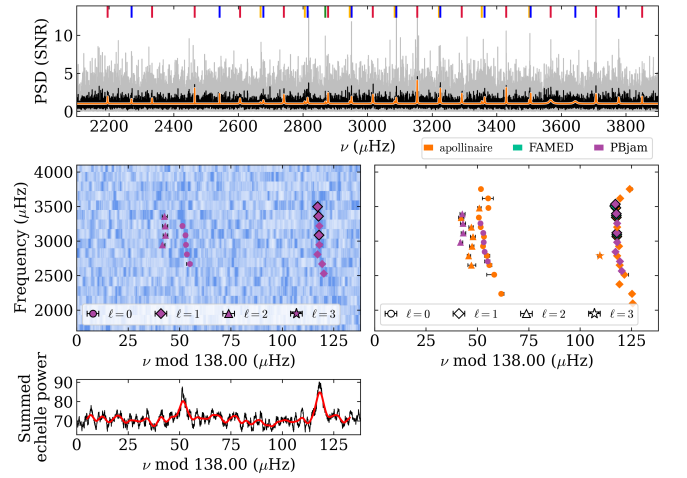 PSD (SNR)
10
5
0
2200 2400 2600 2800 3000 3200 3400 3600 3800
ν (μHz)
apollinaire FAMED PBjam
Frequency (μHz)
4000
3500
3000
2500
2000
ℓ = 0 ℓ = 1 ℓ = 2 ℓ = 3
0 25 50 75 100 125
ν mod 138.00 (μHz)
ℓ = 0 ℓ = 1 ℓ = 2 ℓ = 3
0 25 50 75 100 125
ν mod 138.00 (μHz)
Summed
echelle power
90
80
70
0 25 50 75 100 125
ν mod 138.00 (μHz)